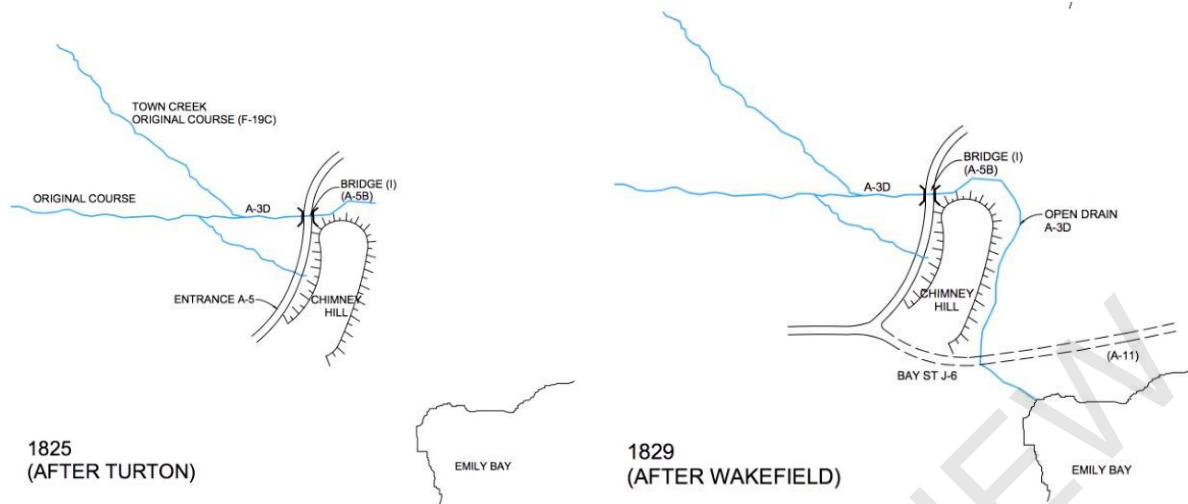 TOWN CREEK
ORIGINAL COURSE (F-19C)
ORIGINAL COURSE
A-3D
BRIDGE (I)
(A-5B)
ENTRANCE A-5
CHIMNEY
HILL
EMILY BAY
1825
(AFTER TURTON)
A-3D
BRIDGE (I)
(A-5B)
OPEN DRAIN
A-3D
CHIMNEY
HILL
BAY ST J-6
(A-11)
EMILY BAY
1829
(AFTER WAKEFIELD)
EW